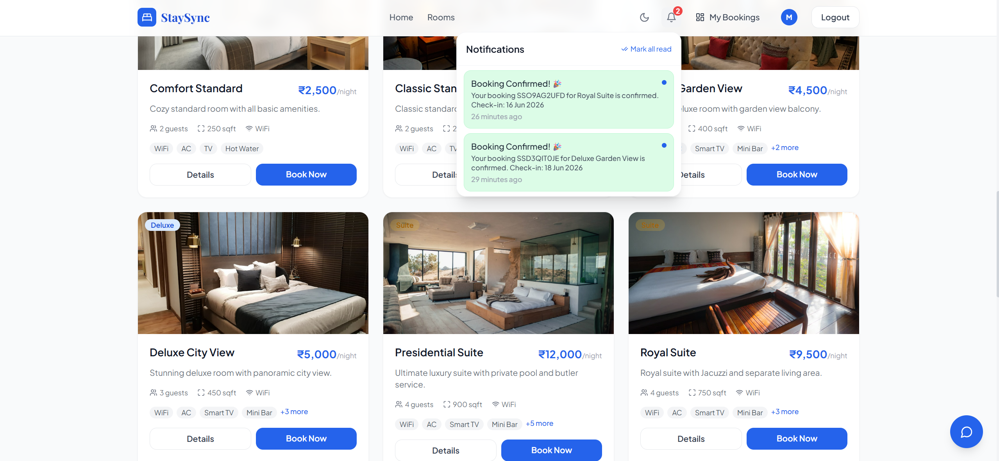 StaySync
Home
Rooms
2
My Bookings
M
Logout
Notifications
Mark all read
Booking Confirmed! 🎉
Your booking SSO9AG2UFD for Royal Suite is confirmed.
Check-in: 16 Jun 2026
26 minutes ago
Booking Confirmed! 🎉
Your booking SSD3QIT0JE for Deluxe Garden View is
confirmed. Check-in: 18 Jun 2026
29 minutes ago
Comfort Standard
₹2,500/night
Cozy standard room with all basic amenities.
2 guests
250 sqft
WiFi
WiFi
AC
TV
Hot Water
Details
Book Now
Classic Stan
Classic standard
2 guests
2
WiFi
AC
TV
Details
Garden View
₹4,500/night
eluxe room with garden view balcony.
400 sqft
WiFi
Smart TV
Mini Bar
+2 more
Details
Book Now
Deluxe
Deluxe City View
₹5,000/night
Stunning deluxe room with panoramic city view.
3 guests
450 sqft
WiFi
WiFi
AC
Smart TV
Mini Bar
+3 more
Details
Book Now
Suite
Presidential Suite
₹12,000/night
Ultimate luxury suite with private pool and butler
service.
4 guests
900 sqft
WiFi
WiFi
AC
Smart TV
Mini Bar
+5 more
Details
Book Now
Suite
Royal Suite
₹9,500/night
Royal suite with Jacuzzi and separate living area.
4 guests
750 sqft
WiFi
WiFi
AC
Smart TV
Mini Bar
+3 more
Details
Book Now